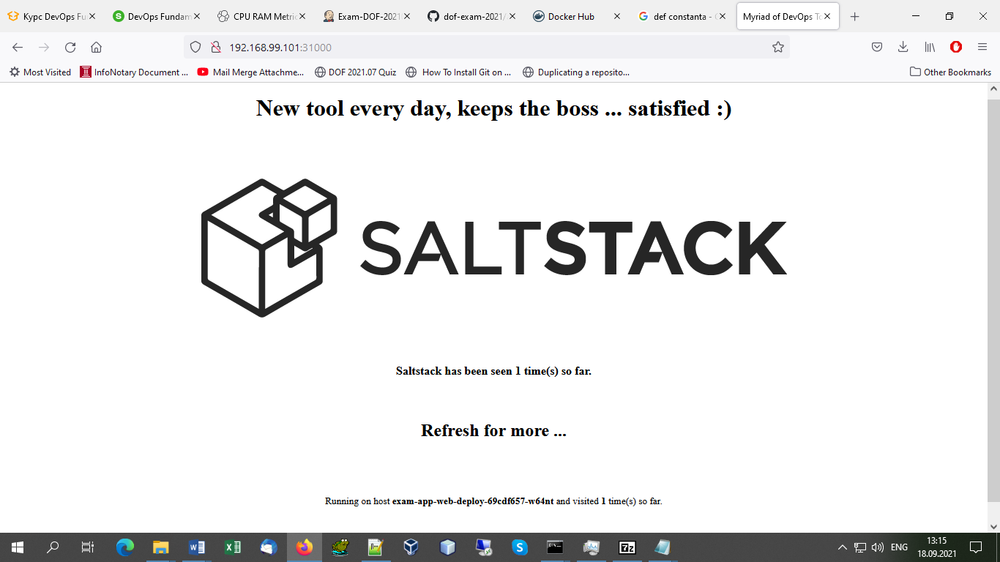 Курс DevOps Fu
DevOps Fundam
CPU RAM Metric
Exam-DOF-2021
dof-exam-2021/
Docker Hub
def constanta - G
Myriad of DevOps To
192.168.99.101:31000
Most Visited
InfoNotary Document ...
Mail Merge Attachme...
DOF 2021.07 Quiz
How To Install Git on ...
Duplicating a reposito...
Other Bookmarks
New tool every day, keeps the boss ... satisfied :)
SALTSTACK
Saltstack has been seen 1 time(s) so far.
Refresh for more ...
Running on host exam-app-web-deploy-69cdf657-w64nt and visited 1 time(s) so far.
ENG
13:15
18.09.2021